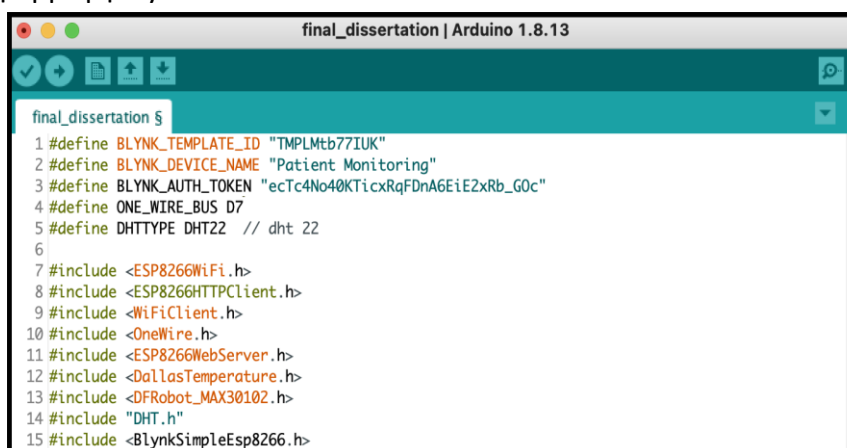 final_dissertation | Arduino 1.8.13
final_dissertation §
1 #define BLYNK_TEMPLATE_ID "TMPLMtb77IUK"
2 #define BLYNK_DEVICE_NAME "Patient Monitoring"
3 #define BLYNK_AUTH_TOKEN "ecTc4No40KTicxRqFDnA6EiE2xRb_GOc"
4 #define ONE_WIRE_BUS D7
5 #define DHTTYPE DHT22 // dht 22
6
7 #include <ESP8266WiFi.h>
8 #include <ESP8266HTTPClient.h>
9 #include <WiFiClient.h>
10 #include <OneWire.h>
11 #include <ESP8266WebServer.h>
12 #include <DallasTemperature.h>
13 #include <DFRobot_MAX30102.h>
14 #include "DHT.h"
15 #include <BlynkSimpleEsp8266.h>